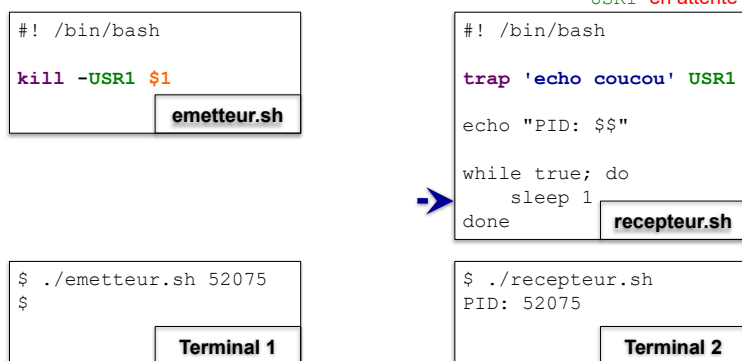 USR1 en attente
#! /bin/bash
kill -USR1 $1
emetteur.sh
#! /bin/bash
trap 'echo coucou' USR1
echo "PID: $$"
while true; do
    sleep 1
done
recepteur.sh
$ ./emetteur.sh 52075
$
Terminal 1
$ ./recepteur.sh
PID: 52075
Terminal 2